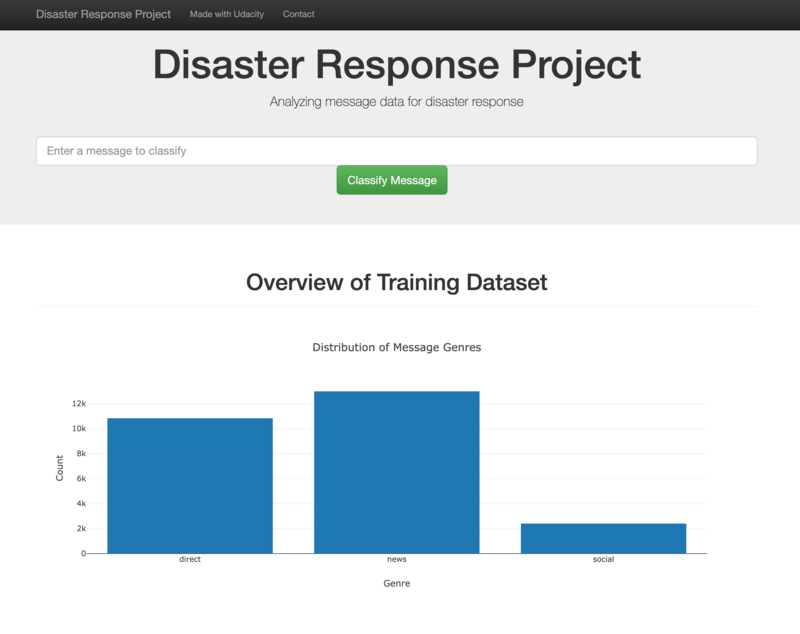 Disaster Response Project Made with Udacity Contact
Disaster Response Project
Analyzing message data for disaster response
Enter a message to classify
Classify Message
Overview of Training Dataset
Distribution of Message Genres
12k
10k
8k
6k
4k
2k
0
Count
direct news social
Genre